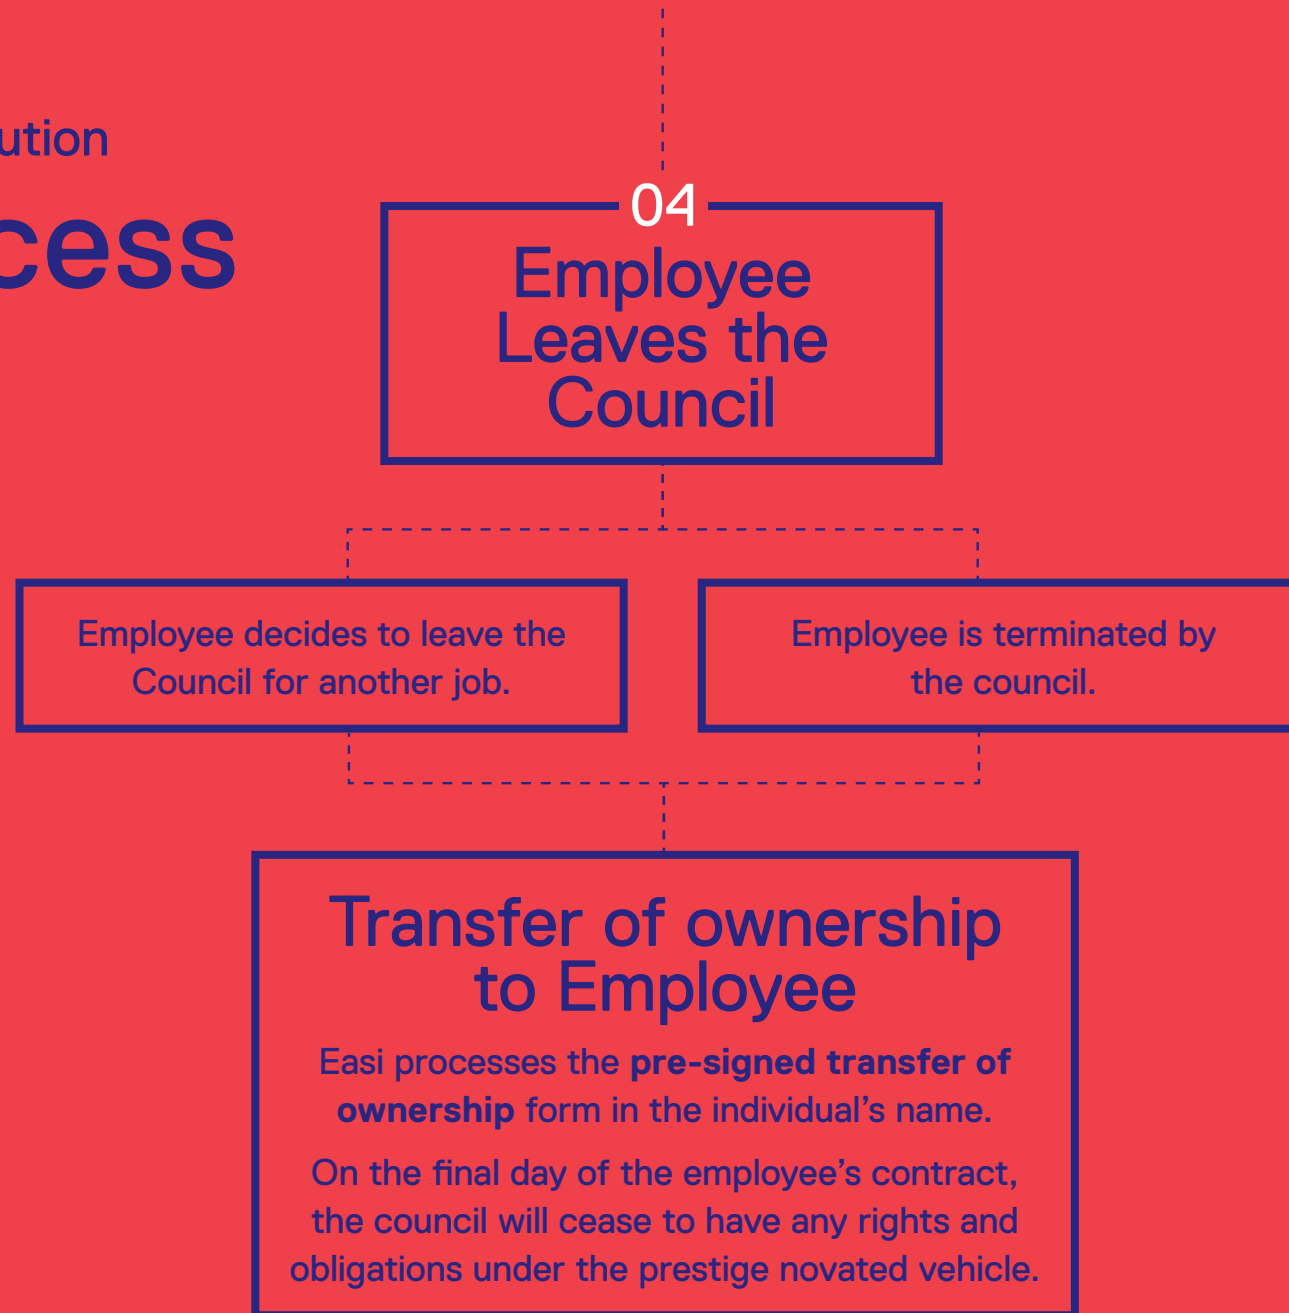 ution
cess
04
Employee
Leaves the
Council
Employee decides to leave the
Council for another job.
Employee is terminated by
the council.
Transfer of ownership
to Employee
Easi processes the pre-signed transfer of
ownership form in the individual’s name.
On the final day of the employee’s contract,
the council will cease to have any rights and
obligations under the prestige novated vehicle.